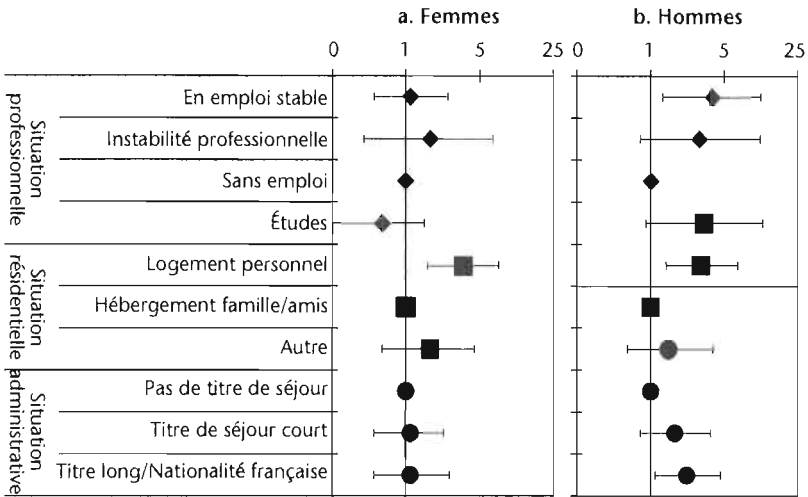 a. Femmes
b. Hommes
0 1 5 25
0 1 5 25
Situation
professionnelle
En emploi stable
Instabilité professionnelle
Sans emploi
Études
Situation
résidentielle
Logement personnel
Hébergement famille/amis
Autre
Situation
administrative
Pas de titre de séjour
Titre de séjour court
Titre long/Nationalité française